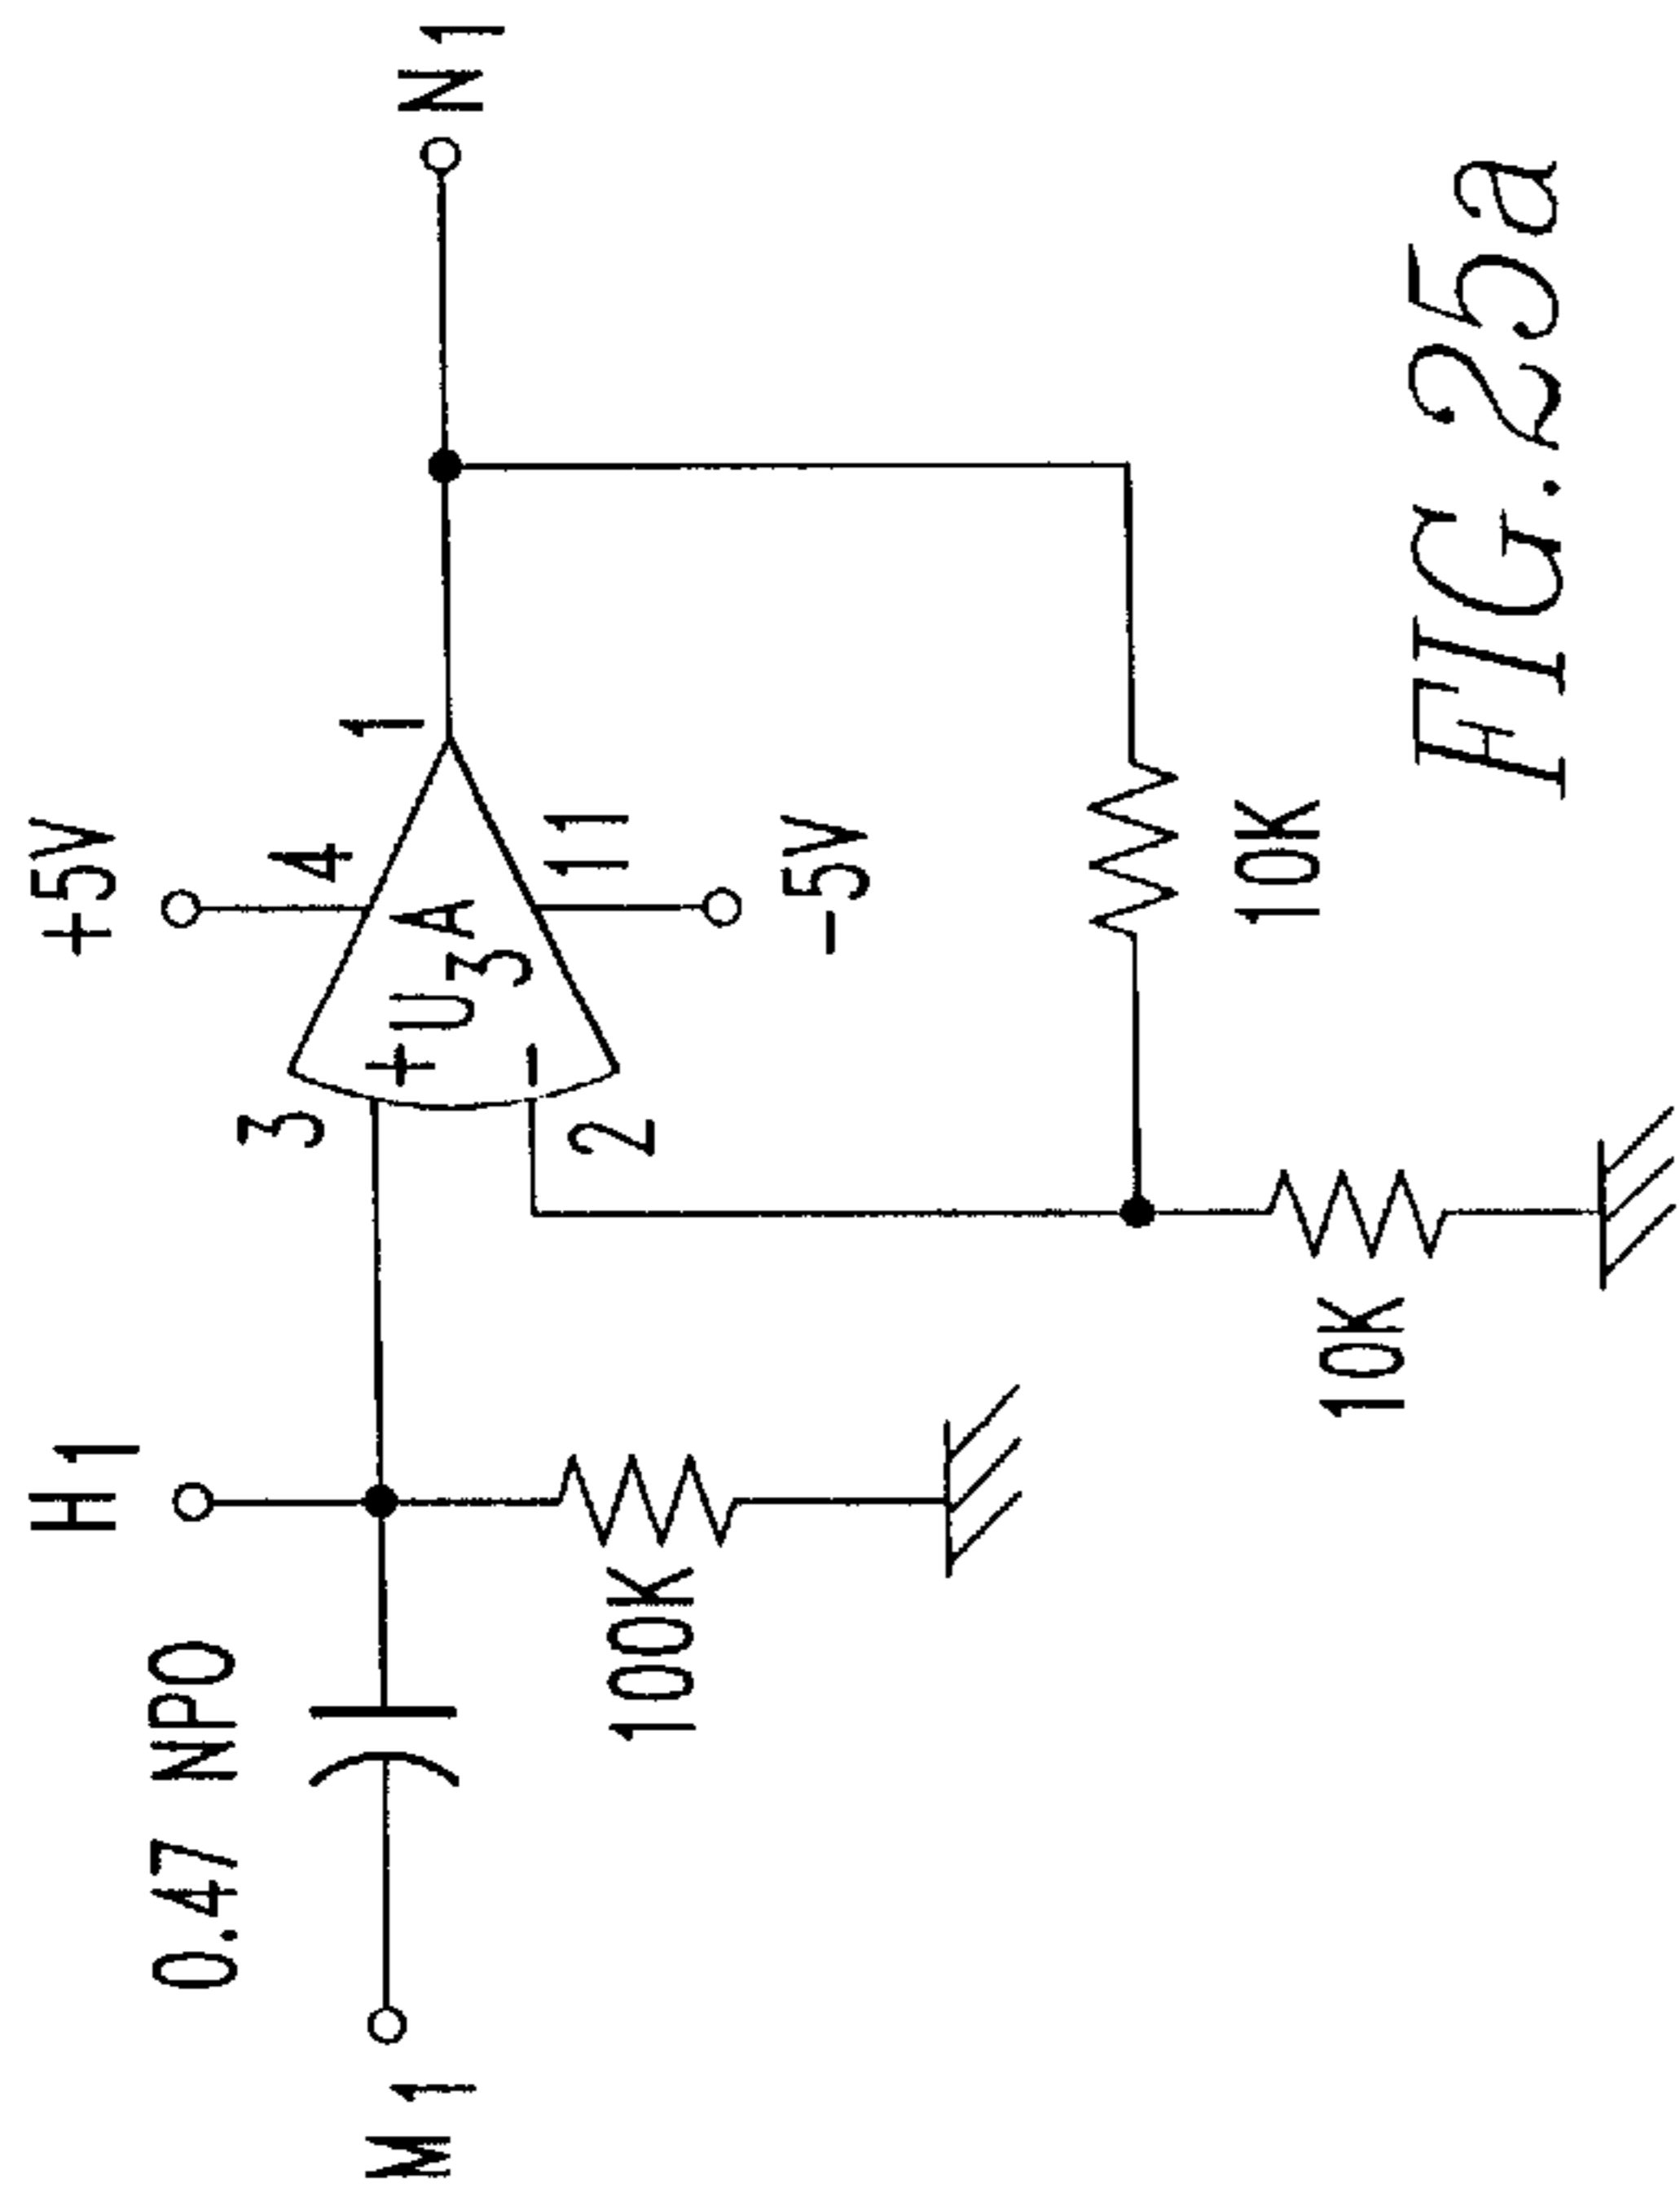 +5V
H1
4
0.47 NPO
3
1
M1
+
U3A
N1
-
2
11
100K
-5V
10K
10K
FIG.25a